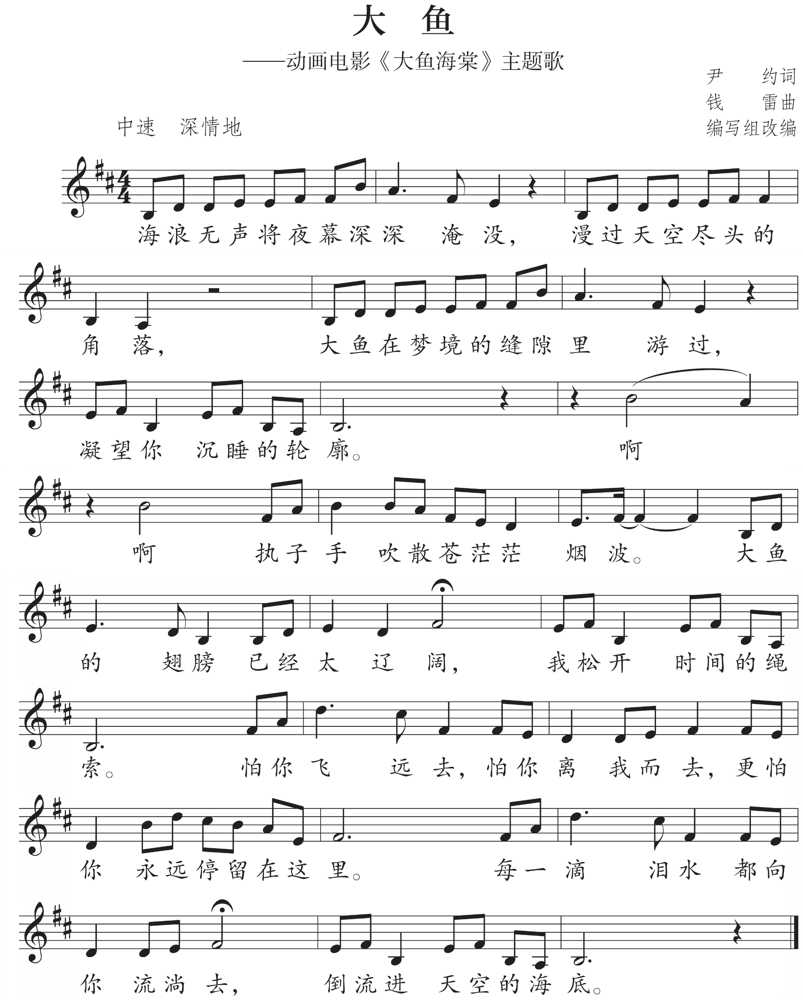 大 鱼
——动画电影《大鱼海棠》主题歌
尹 约词
钱 雷曲
编写组改编
中速 深情地
4
4
海浪无声将夜幕深深 淹 没， 漫过天空尽头的
角 落， 大鱼在梦境的缝隙 里 游 过，
凝望你 沉睡的轮 廓。 啊
啊 执子 手 吹散苍茫茫 烟 波。 大鱼
的 翅膀 已经 太 辽 阔， 我松开 时间的绳
索。 怕你 飞 远 去，怕你 离 我而 去，更怕
你 永远停留在这 里。 每一 滴 泪水 都向
你 流淌 去， 倒流进 天空的海 底。